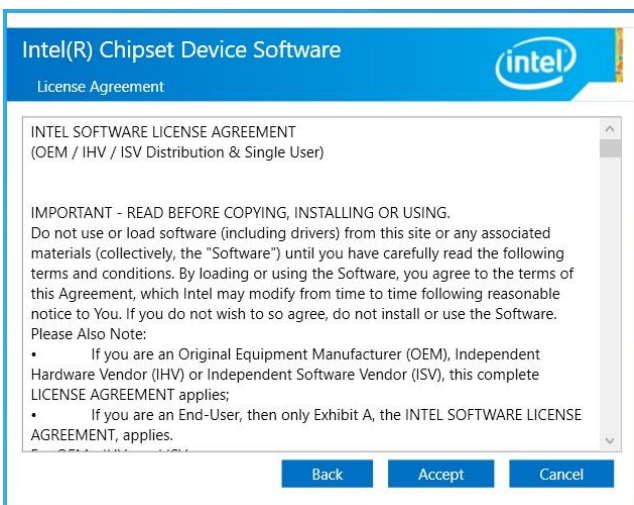 Intel(R) Chipset Device Software
intel
License Agreement
INTEL SOFTWARE LICENSE AGREEMENT
(OEM / IHV / ISV Distribution & Single User)
IMPORTANT - READ BEFORE COPYING, INSTALLING OR USING.
Do not use or load software (including drivers) from this site or any associated
materials (collectively, the "Software") until you have carefully read the following
terms and conditions. By loading or using the Software, you agree to the terms of
this Agreement, which Intel may modify from time to time following reasonable
notice to You. If you do not wish to so agree, do not install or use the Software.
Please Also Note:
• If you are an Original Equipment Manufacturer (OEM), Independent
Hardware Vendor (IHV) or Independent Software Vendor (ISV), this complete
LICENSE AGREEMENT applies;
• If you are an End-User, then only Exhibit A, the INTEL SOFTWARE LICENSE
AGREEMENT, applies.
Back Accept Cancel